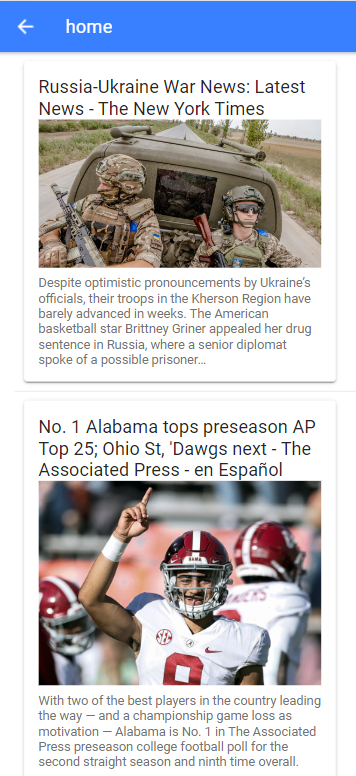 home
Russia-Ukraine War News: Latest
News - The New York Times
Despite optimistic pronouncements by Ukraine's
officials, their troops in the Kherson Region have
barely advanced in weeks. The American
basketball star Brittney Griner appealed her drug
sentence in Russia, where a senior diplomat
spoke of a possible prisoner…
No. 1 Alabama tops preseason AP
Top 25; Ohio St, 'Dawgs next - The
Associated Press - en Español
BAMA
SEC
9
With two of the best players in the country leading
the way — and a championship game loss as
motivation — Alabama is No. 1 in The Associated
Press preseason college football poll for the
second straight season and ninth time overall.